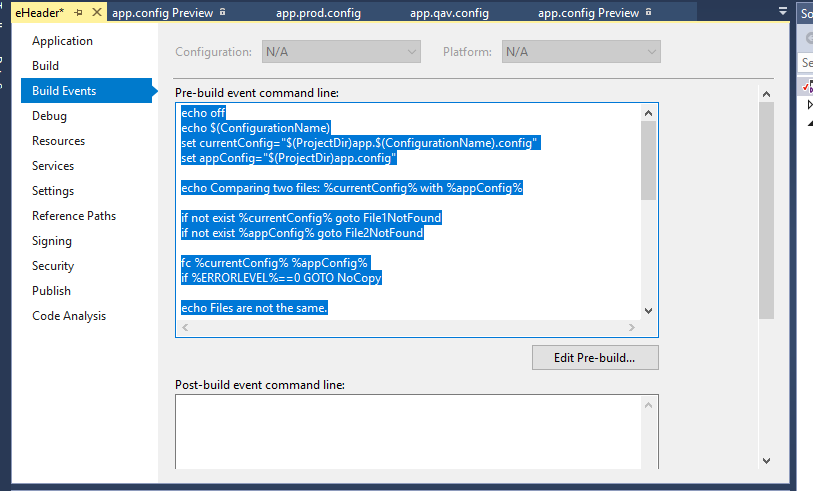 eHeader*
app.config Preview
app.prod.config
app.qav.config
app.config Preview
So
Application
Build
Build Events
Debug
Resources
Services
Settings
Reference Paths
Signing
Security
Publish
Code Analysis
Configuration:
N/A
Platform:
N/A
Se
Pre-build event command line:
echo off
echo $(ConfigurationName)
set currentConfig="$(ProjectDir)app.$(ConfigurationName).config"
set appConfig="$(ProjectDir)app.config"
echo Comparing two files: %currentConfig% with %appConfig%
if not exist %currentConfig% goto File1NotFound
if not exist %appConfig% goto File2NotFound
fc %currentConfig% %appConfig%
if %ERRORLEVEL%==0 GOTO NoCopy
echo Files are not the same.
Edit Pre-build...
Post-build event command line: